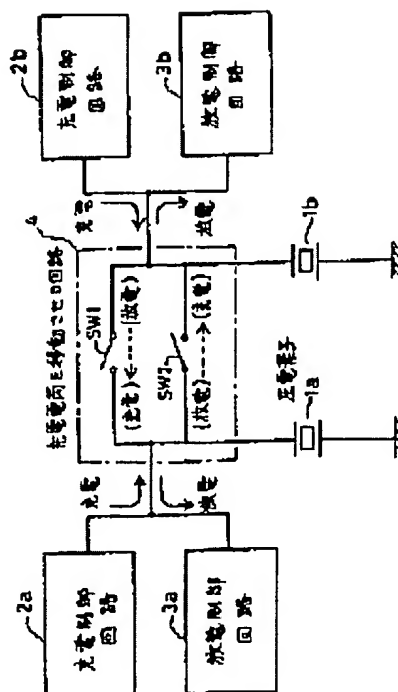 2a
充電制御
回路
3a
放電制御
回路
充電
放電
充電電荷を移動させる回路
4
SW1
(充電)
(放電)
SW2
(放電)
(充電)
圧電素子
1a
1b
充電
放電
2b
充電制御
回路
3b
放電制御
回路